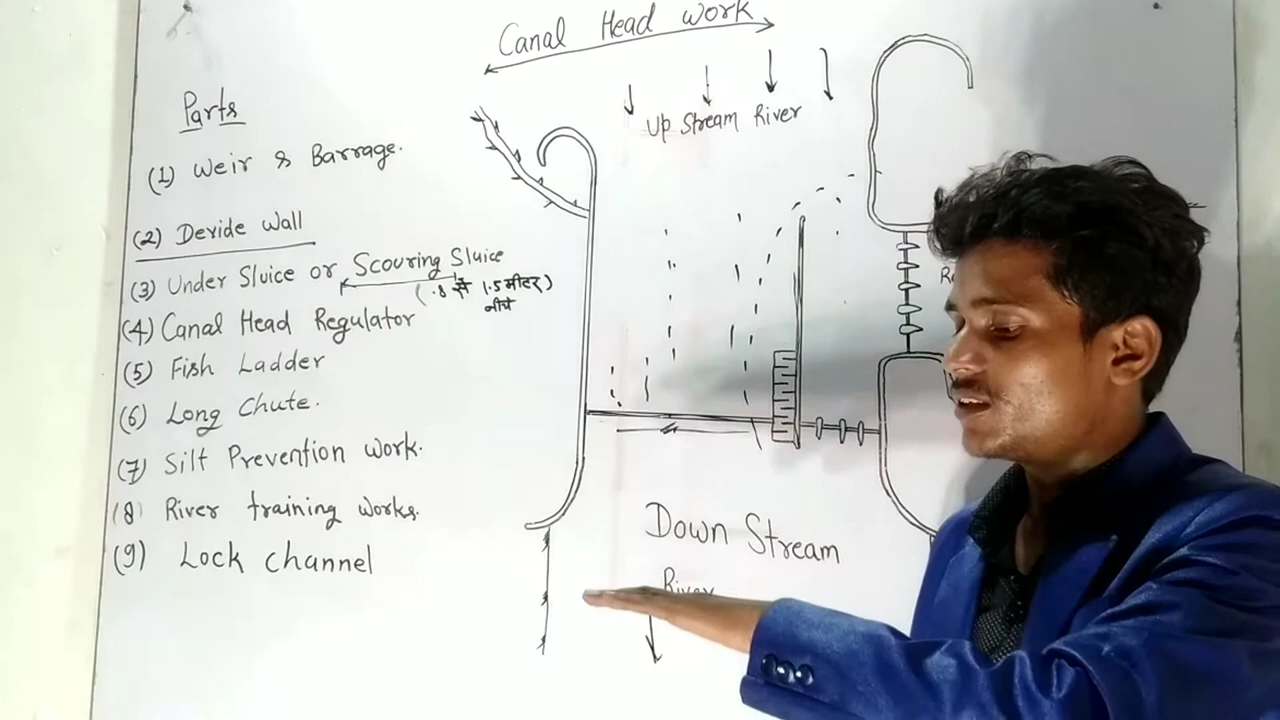 Canal Head work
Up Stream River
Parts
(1) Weir & Barrage.
(2) Devide Wall
(3) Under Sluice or Scouring Sluice
(.8 से 1.5 मीटर)
नीचे
(4) Canal Head Regulator
(5) Fish Ladder
(6) Long Chute.
(7) Silt Prevention work.
(8) River training works.
(9) Lock channel
Down Stream
River